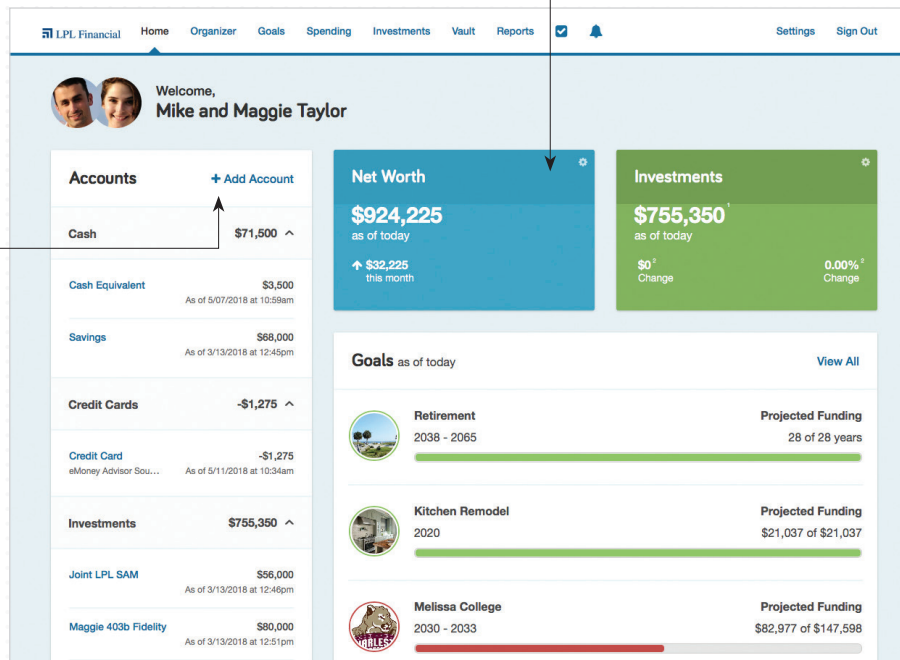 LPL Financial Home Organizer Goals Spending Investments Vault Reports Settings Sign Out
Welcome,
Mike and Maggie Taylor
Accounts + Add Account
Cash $71,500
Cash Equivalent $3,500
As of 5/07/2018 at 10:59am
Savings $68,000
As of 3/13/2018 at 12:45pm
Credit Cards -$1,275
Credit Card -$1,275
eMoney Advisor Sou... As of 5/11/2018 at 10:34am
Investments $755,350
Joint LPL SAM $56,000
As of 3/13/2018 at 12:46pm
Maggie 403b Fidelity $80,000
As of 3/13/2018 at 12:51pm
Net Worth
$924,225
as of today
$32,225
this month
Investments
$755,350 1
as of today
$0 2 0.00% 2
Change Change
Goals as of today View All
Retirement Projected Funding
2038 - 2065 28 of 28 years
Kitchen Remodel Projected Funding
2020 $21,037 of $21,037
Melissa College Projected Funding
2030 - 2033 $82,977 of $147,598